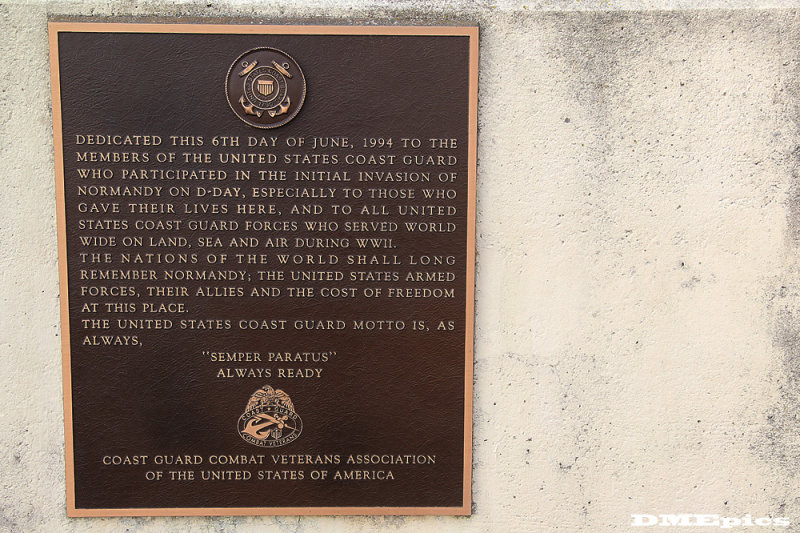 DEDICATED THIS 6TH DAY OF JUNE, 1994 TO THE
MEMBERS OF THE UNITED STATES COAST GUARD
WHO PARTICIPATED IN THE INITIAL INVASION OF
NORMANDY ON D-DAY, ESPECIALLY TO THOSE WHO
GAVE THEIR LIVES HERE, AND TO ALL UNITED
STATES COAST GUARD FORCES WHO SERVED WORLD
WIDE ON LAND, SEA AND AIR DURING WWII.
THE NATIONS OF THE WORLD SHALL LONG
REMEMBER NORMANDY; THE UNITED STATES ARMED
FORCES, THEIR ALLIES AND THE COST OF FREEDOM
AT THIS PLACE.
THE UNITED STATES COAST GUARD MOTTO IS, AS
ALWAYS,
"SEMPER PARATUS"
ALWAYS READY
COAST GUARD
COMBAT VETERANS
COAST GUARD COMBAT VETERANS ASSOCIATION
OF THE UNITED STATES OF AMERICA
DMEpics